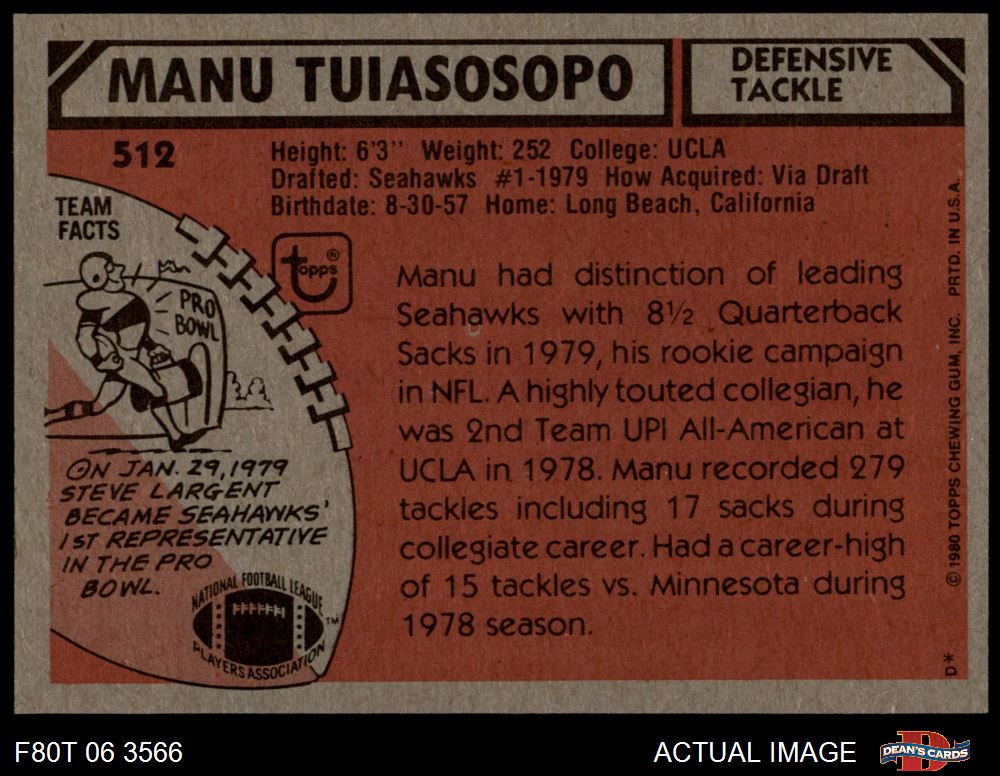 MANU TUIASOSOPO
DEFENSIVE
TACKLE
512
Height: 6'3" Weight: 252 College: UCLA
Drafted: Seahawks #1-1979 How Acquired: Via Draft
Birthdate: 8-30-57 Home: Long Beach, California
TEAM
FACTS
topps ®
PRO
BOWL
Manu had distinction of leading
Seahawks with 8½ Quarterback
Sacks in 1979, his rookie campaign
in NFL. A highly touted collegian, he
was 2nd Team UPI All-American at
UCLA in 1978. Manu recorded 279
tackles including 17 sacks during
collegiate career. Had a career-high
of 15 tackles vs. Minnesota during
1978 season.
ON JAN. 29, 1979
STEVE LARGENT
BECAME SEAHAWKS'
1ST REPRESENTATIVE
IN THE PRO
BOWL.
NATIONAL FOOTBALL LEAGUE
PLAYERS ASSOCIATION
TM
© 1980 TOPPS CHEWING GUM, INC. PRTD. IN U.S.A.
D*
F80T 06 3566
ACTUAL IMAGE
D
DEAN'S CARDS